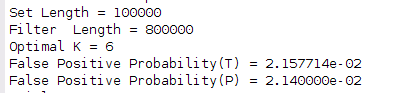 Set Length = 100000
Filter  Length = 800000
Optimal K = 6
False Positive Probability(T) = 2.157714e-02
False Positive Probability(P) = 2.140000e-02